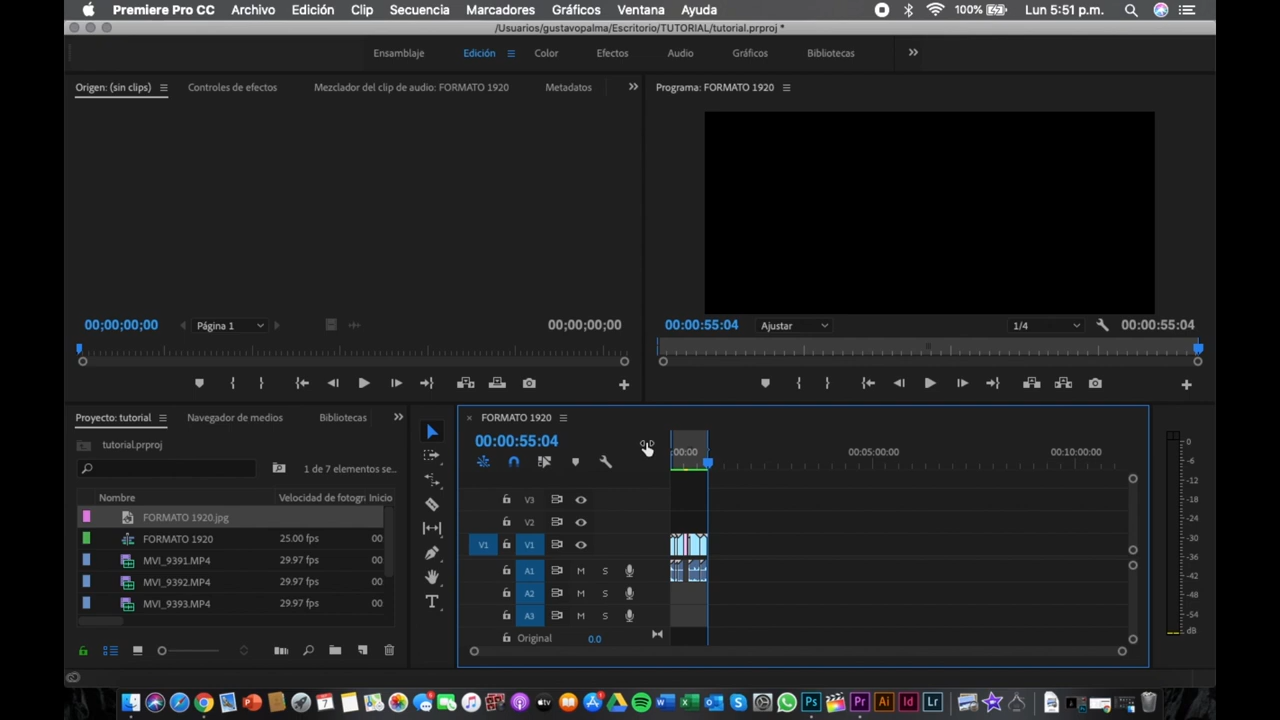 Premiere Pro CC Archivo Edición Clip Secuencia Marcadores Gráficos Ventana Ayuda 100% Lun 5:51 p.m.
/Usuarios/gustavopalma/Escritorio/TUTORIAL/tutorial.prproj *
Ensamblaje Edición Color Efectos Audio Gráficos Bibliotecas
Origen: (sin clips) Controles de efectos Mezclador del clip de audio: FORMATO 1920 Metadatos
Programa: FORMATO 1920
00;00;00;00 Página 1 00;00;00;00
00:00:55:04 Ajustar 1/4 00:00:55:04
Proyecto: tutorial Navegador de medios Bibliotecas
tutorial.prproj
1 de 7 elementos se...
Nombre Velocidad de fotogr Inicio
FORMATO 1920.jpg
FORMATO 1920 25.00 fps 00
MVI_9391.MP4 29.97 fps 00
MVI_9392.MP4 29.97 fps 00
MVI_9393.MP4 29.97 fps 00
FORMATO 1920
00:00:55:04
:00:00 00:05:00:00 00:10:00:00
V3
V2
V1 V1
A1 M S
A2 M S
A3 M S
Original 0.0
0
-6
-12
-18
-24
-30
-36
-42
-48
-54
dB
Ps Pr Ai Id Lr